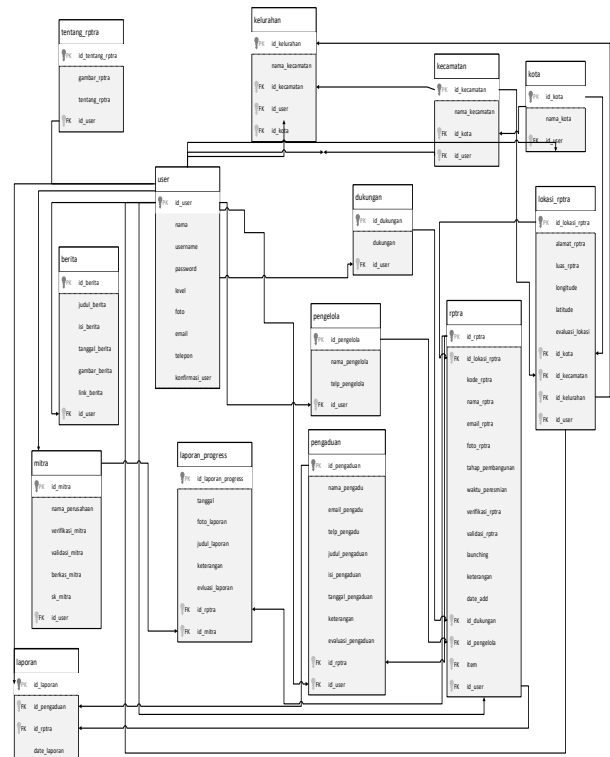 tentang_rptra
PK id_tentang_rptra
gambar_rptra
tentang_rptra
FK id_user
kelurahan
PK id_kelurahan
nama_kecamatan
FK id_kecamatan
FK id_user
FK id_kota
kecamatan
PK id_kecamatan
nama_kecamatan
FK id_kota
FK id_user
kota
PK id_kota
nama_kota
FK id_user
user
PK id_user
nama
username
password
level
foto
email
telepon
konfirmasi_user
dukungan
PK id_dukungan
dukungan
FK id_user
lokasi_rptra
PK id_lokasi_rptra
alamat_rptra
luas_rptra
longitude
latitude
evaluasi_lokasi
FK id_kota
FK id_kecamatan
FK id_kelurahan
FK id_user
berita
PK id_berita
judul_berita
isi_berita
tanggal_berita
gambar_berita
link_berita
FK id_user
pengelola
PK id_pengelola
nama_pengelola
telp_pengelola
FK id_user
rptra
PK id_rptra
FK id_lokasi_rptra
kode_rptra
nama_rptra
email_rptra
foto_rptra
tahap_pembangunan
waktu_peresmian
verifikasi_rptra
validasi_rptra
launching
keterangan
date_add
FK id_dukungan
FK id_pengelola
FK item
FK id_user
mitra
PK id_mitra
nama_perusahaan
verifikasi_mitra
validasi_mitra
berkas_mitra
sk_mitra
FK id_user
laporan_progress
PK id_laporan_progress
tanggal
foto_laporan
judul_laporan
keterangan
evluasi_laporan
FK id_rptra
FK id_mitra
pengaduan
PK id_pengaduan
nama_pengadu
email_pengadu
telp_pengadu
judul_pengaduan
isi_pengaduan
tanggal_pengaduan
keterangan
evaluasi_pengaduan
FK id_rptra
FK id_user
laporan
PK id_laporan
FK id_pengaduan
FK id_rptra
date_laporan